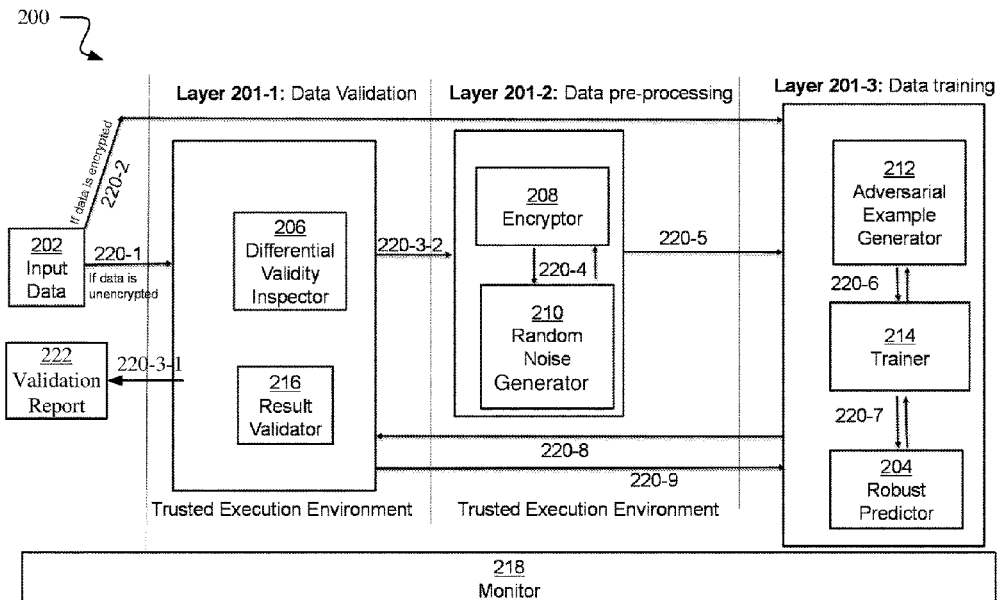 200
Layer 201-1: Data Validation
Layer 201-2: Data pre-processing
Layer 201-3: Data training
If data is encrypted
220-2
202
Input
Data
220-1
If data is
unencrypted
206
Differential
Validity
Inspector
220-3-2
208
Encryptor
220-4
210
Random
Noise
Generator
220-5
212
Adversarial
Example
Generator
220-6
214
Trainer
220-7
204
Robust
Predictor
222
Validation
Report
220-3-1
216
Result
Validator
220-8
220-9
Trusted Execution Environment
Trusted Execution Environment
218
Monitor